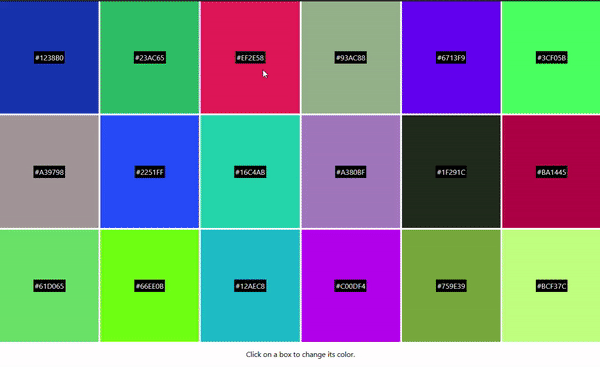 #1238B0 #23AC65 #EF2E58 #93AC88 #6713F9 #3CF05B
#A39798 #2251FF #16C4AB #A380BF #1F291C #BA1445
#61D065 #66EE0B #12AEC8 #C00DF4 #759E39 #BCF37C
Click on a box to change its color.